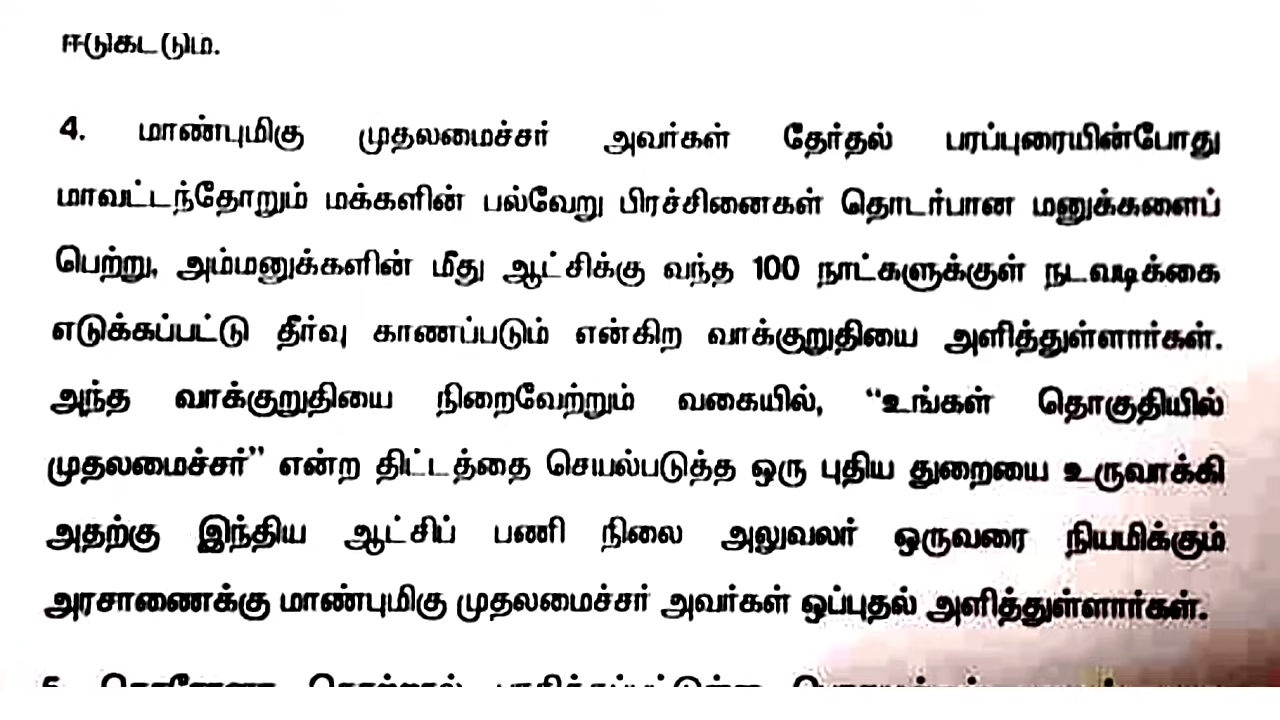 ஈடுகட்டும்.
4. மாண்புமிகு முதலமைச்சர் அவர்கள் தேர்தல் பரப்புரையின்போது
மாவட்டந்தோறும் மக்களின் பல்வேறு பிரச்சினைகள் தொடர்பான மனுக்களைப்
பெற்று, அம்மனுக்களின் மீது ஆட்சிக்கு வந்த 100 நாட்களுக்குள் நடவடிக்கை
எடுக்கப்பட்டு தீர்வு காணப்படும் என்கிற வாக்குறுதியை அளித்துள்ளார்கள்.
அந்த வாக்குறுதியை நிறைவேற்றும் வகையில், “உங்கள் தொகுதியில்
முதலமைச்சர்” என்ற திட்டத்தை செயல்படுத்த ஒரு புதிய துறையை உருவாக்கி
அதற்கு இந்திய ஆட்சிப் பணி நிலை அலுவலர் ஒருவரை நியமிக்கும்
அரசாணைக்கு மாண்புமிகு முதலமைச்சர் அவர்கள் ஒப்புதல் அளித்துள்ளார்கள்.
5.